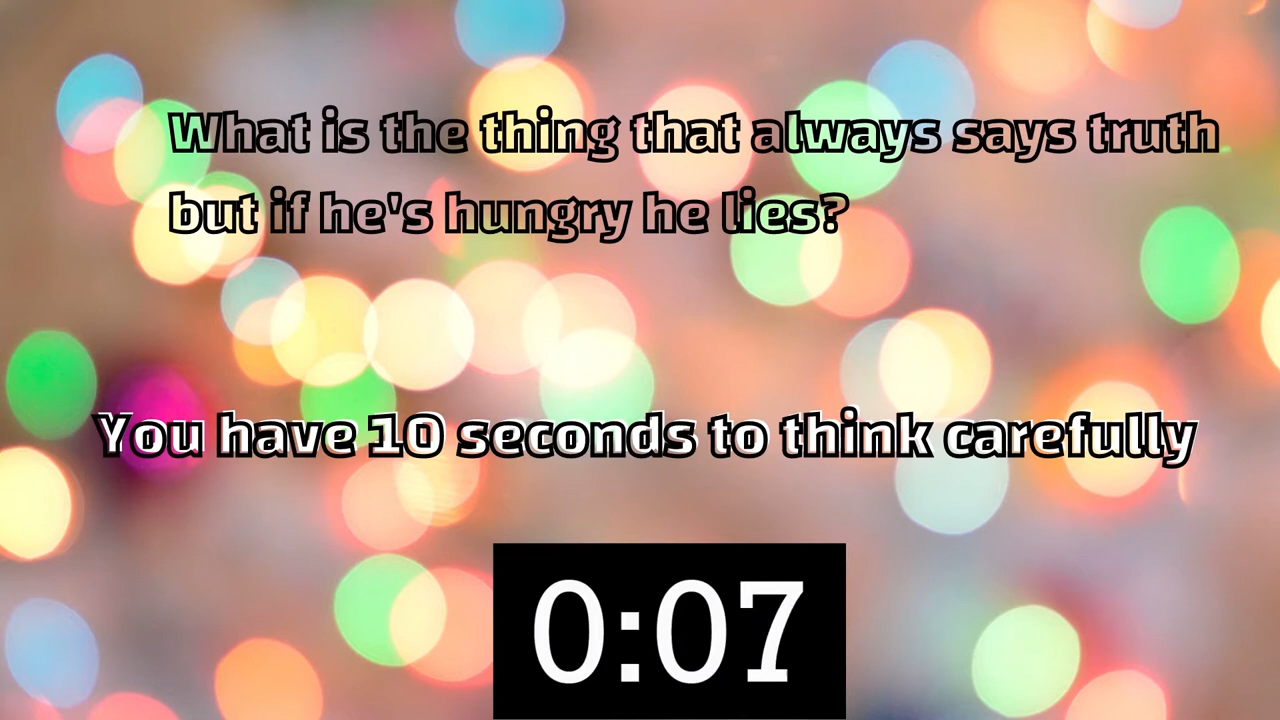 What is the thing that always says truth
but if he's hungry he lies?
You have 10 seconds to think carefully
0:07